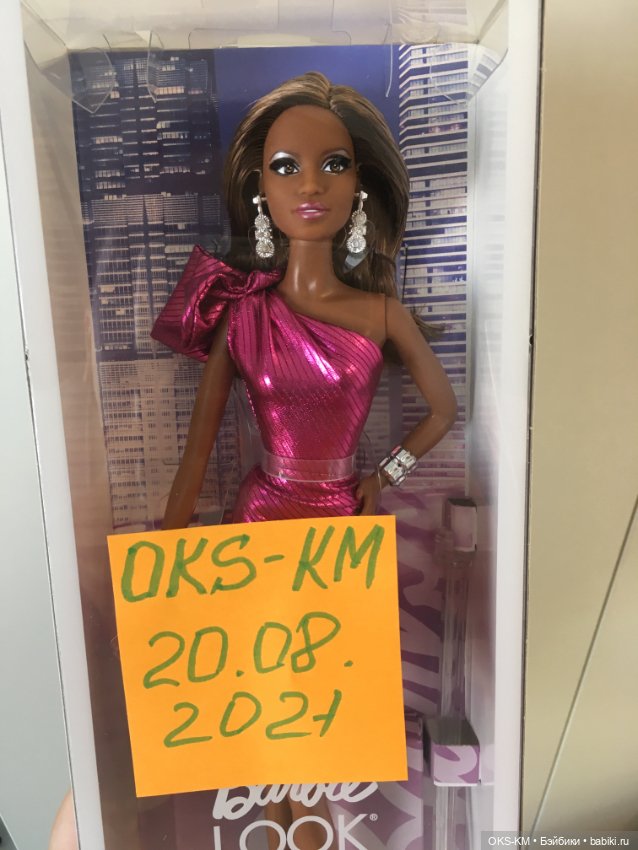 OKS-KM
20.08.
2021
Barbie
LOOK®
OKS-KM • Бэйбики • babiki.ru